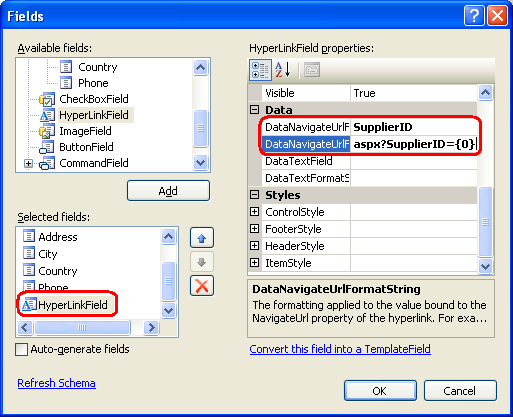 Fields
Available fields:
Country
Phone
CheckBoxField
HyperLinkField
ImageField
ButtonField
CommandField
Add
Selected fields:
Address
City
Country
Phone
HyperLinkField
Auto-generate fields
Refresh Schema
HyperLinkField properties:
Visible True
Data
DataNavigateUrlF SupplierID
DataNavigateUrlF aspx?SupplierID={0}
DataTextField
DataTextFormatS
Styles
ControlStyle
FooterStyle
HeaderStyle
ItemStyle
DataNavigateUrlFormatString
The formatting applied to the value bound to the
NavigateUrl property of the hyperlink. For exa...
Convert this field into a TemplateField
OK
Cancel